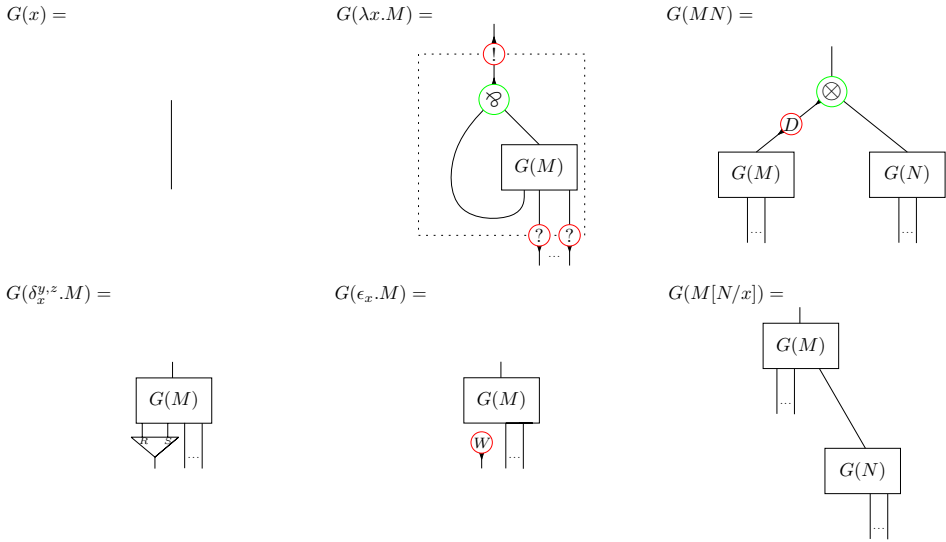 G(x) =
G(λx.M) =
G(MN) =
!
⅋
G(M)
? ?
...
⊗
D
G(M) G(N)
... ...
G(δ_x^{y,z}.M) =
G(ϵ_x.M) =
G(M[N/x]) =
G(M)
R S
...
G(M)
W
...
G(M)
...
G(N)
...